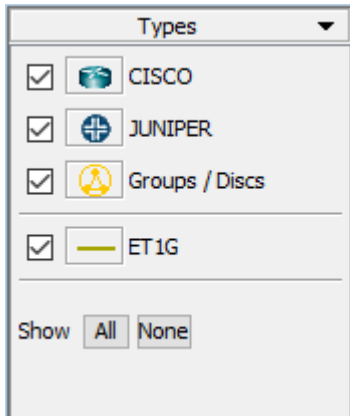 Types
CISCO
JUNIPER
Groups / Discs
ET1G
Show All None